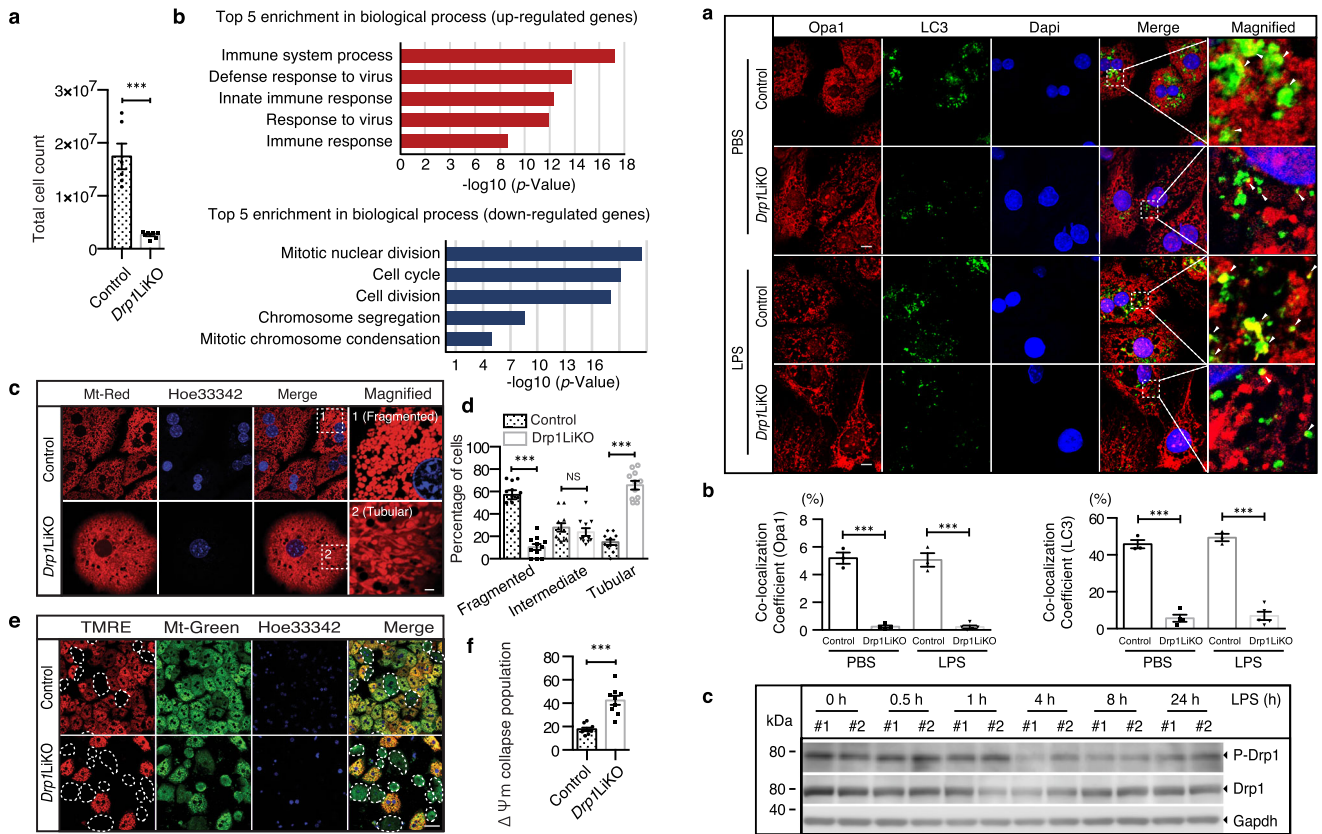 a
3×10⁷
2×10⁷
1×10⁷
0
Total cell count
***
Control
Drp1LiKO
b
Top 5 enrichment in biological process (up-regulated genes)
Immune system process
Defense response to virus
Innate immune response
Response to virus
Immune response
0 2 3 6 8 10 12 13 14 16 18
-log10 (p-Value)
Top 5 enrichment in biological process (down-regulated genes)
Mitotic nuclear division
Cell cycle
Cell division
Chromosome segregation
Mitotic chromosome condensation
1 4 7 10 13 16
-log10 (p-Value)
c
Mt-Red Hoe33342 Merge Magnified
Control
Drp1LiKO
1
1 (Fragmented)
2
2 (Tubular)
d
Control
Drp1LiKO
Percentage of cells
100
80
60
40
20
0
*** NS ***
Fragmented
Intermediate
Tubular
e
TMRE Mt-Green Hoe33342 Merge
Control
Drp1LiKO
f
ΔΨm collapse population
80
60
40
20
0
***
Control
Drp1LiKO
a
Opa1 LC3 Dapi Merge Magnified
PBS
Control
Drp1LiKO
LPS
Control
Drp1LiKO
b
(%)
Co-localization
Coefficient (Opa1)
8
6
4
2
0
*** ***
Control Drp1LiKO Control Drp1LiKO
PBS LPS
(%)
Co-localization
Coefficient (LC3)
60
40
20
0
*** ***
Control Drp1LiKO Control Drp1LiKO
PBS LPS
c
0 h 0.5 h 1 h 4 h 8 h 24 h LPS (h)
kDa #1 #2 #1 #2 #1 #2 #1 #2 #1 #2 #1 #2
80 P-Drp1
80 Drp1
40 Gapdh